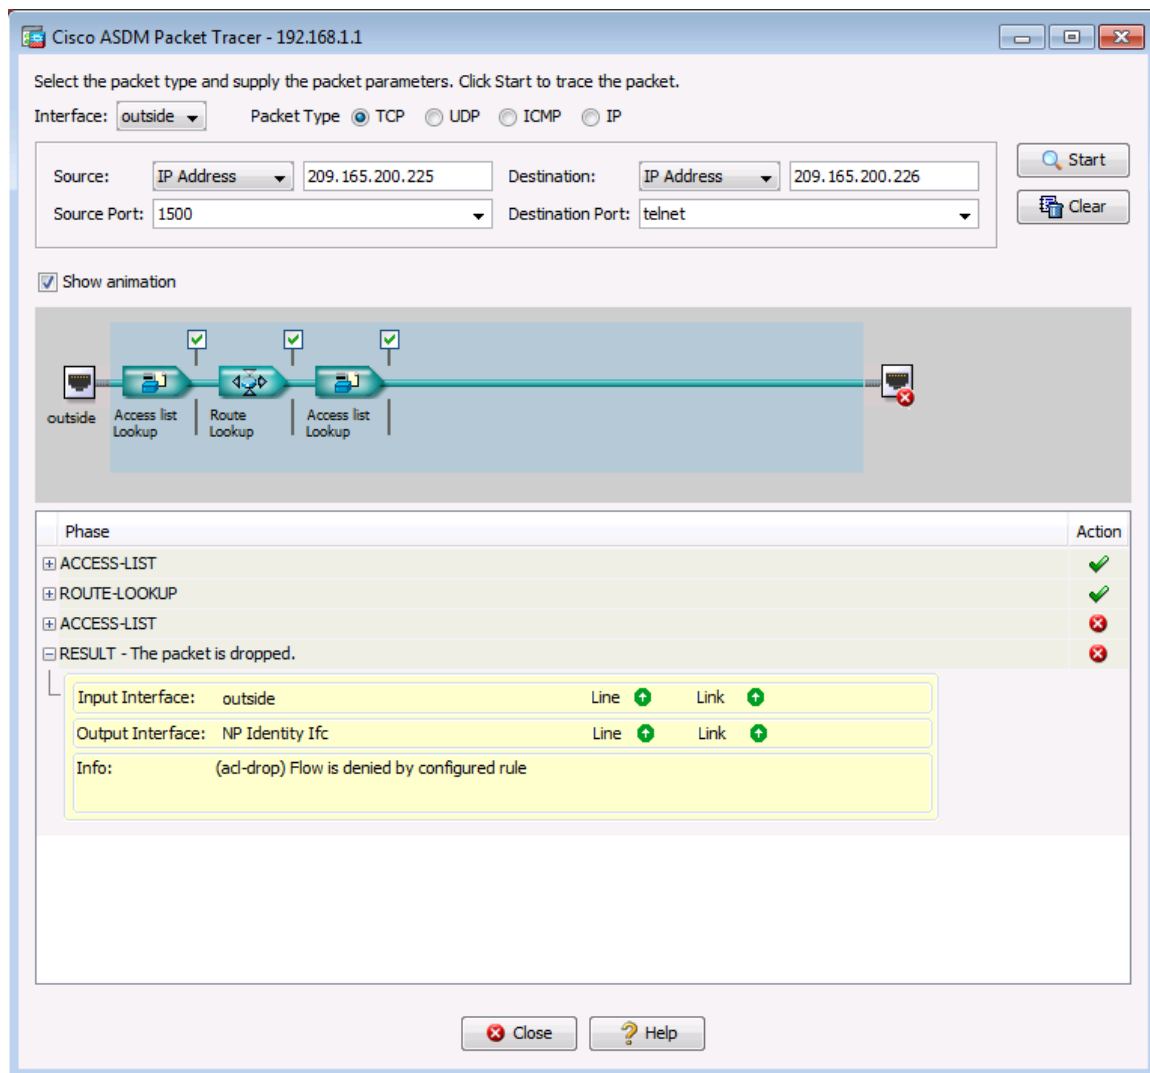 Cisco ASDM Packet Tracer - 192.168.1.1
Select the packet type and supply the packet parameters. Click Start to trace the packet.
Interface: outside Packet Type TCP UDP ICMP IP
Source: IP Address 209.165.200.225 Destination: IP Address 209.165.200.226 Start
Source Port: 1500 Destination Port: telnet Clear
Show animation
outside Access list Lookup Route Lookup Access list Lookup
Phase Action
ACCESS-LIST
ROUTE-LOOKUP
ACCESS-LIST
RESULT - The packet is dropped.
Input Interface: outside Line Link
Output Interface: NP Identity Ifc Line Link
Info: (acl-drop) Flow is denied by configured rule
Close Help